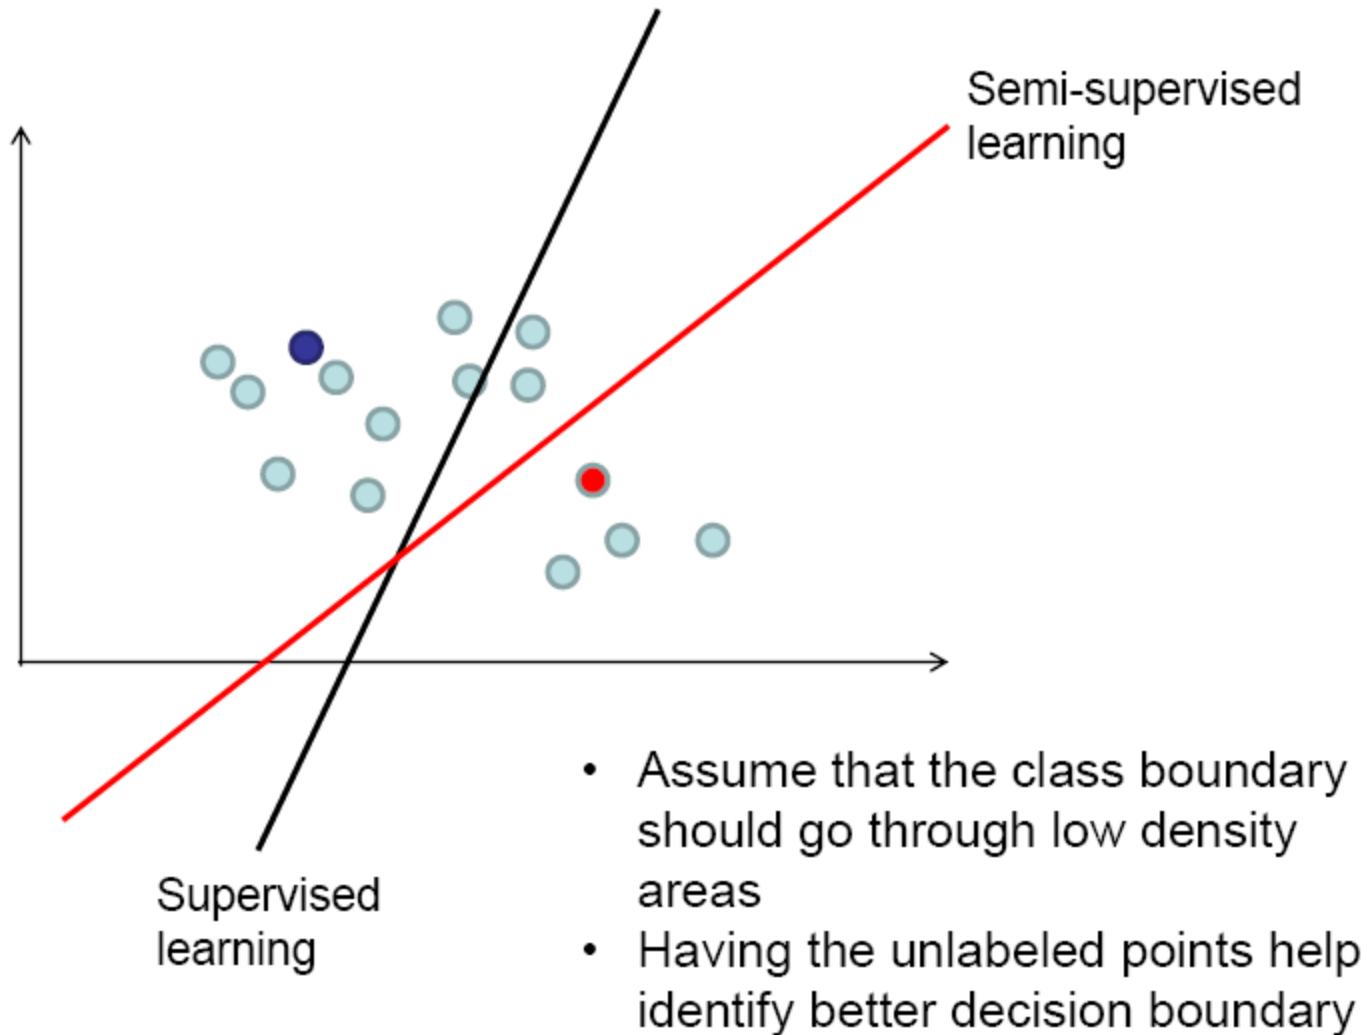 Semi-supervised
learning
Supervised
learning
• Assume that the class boundary
should go through low density
areas
• Having the unlabeled points help
identify better decision boundary